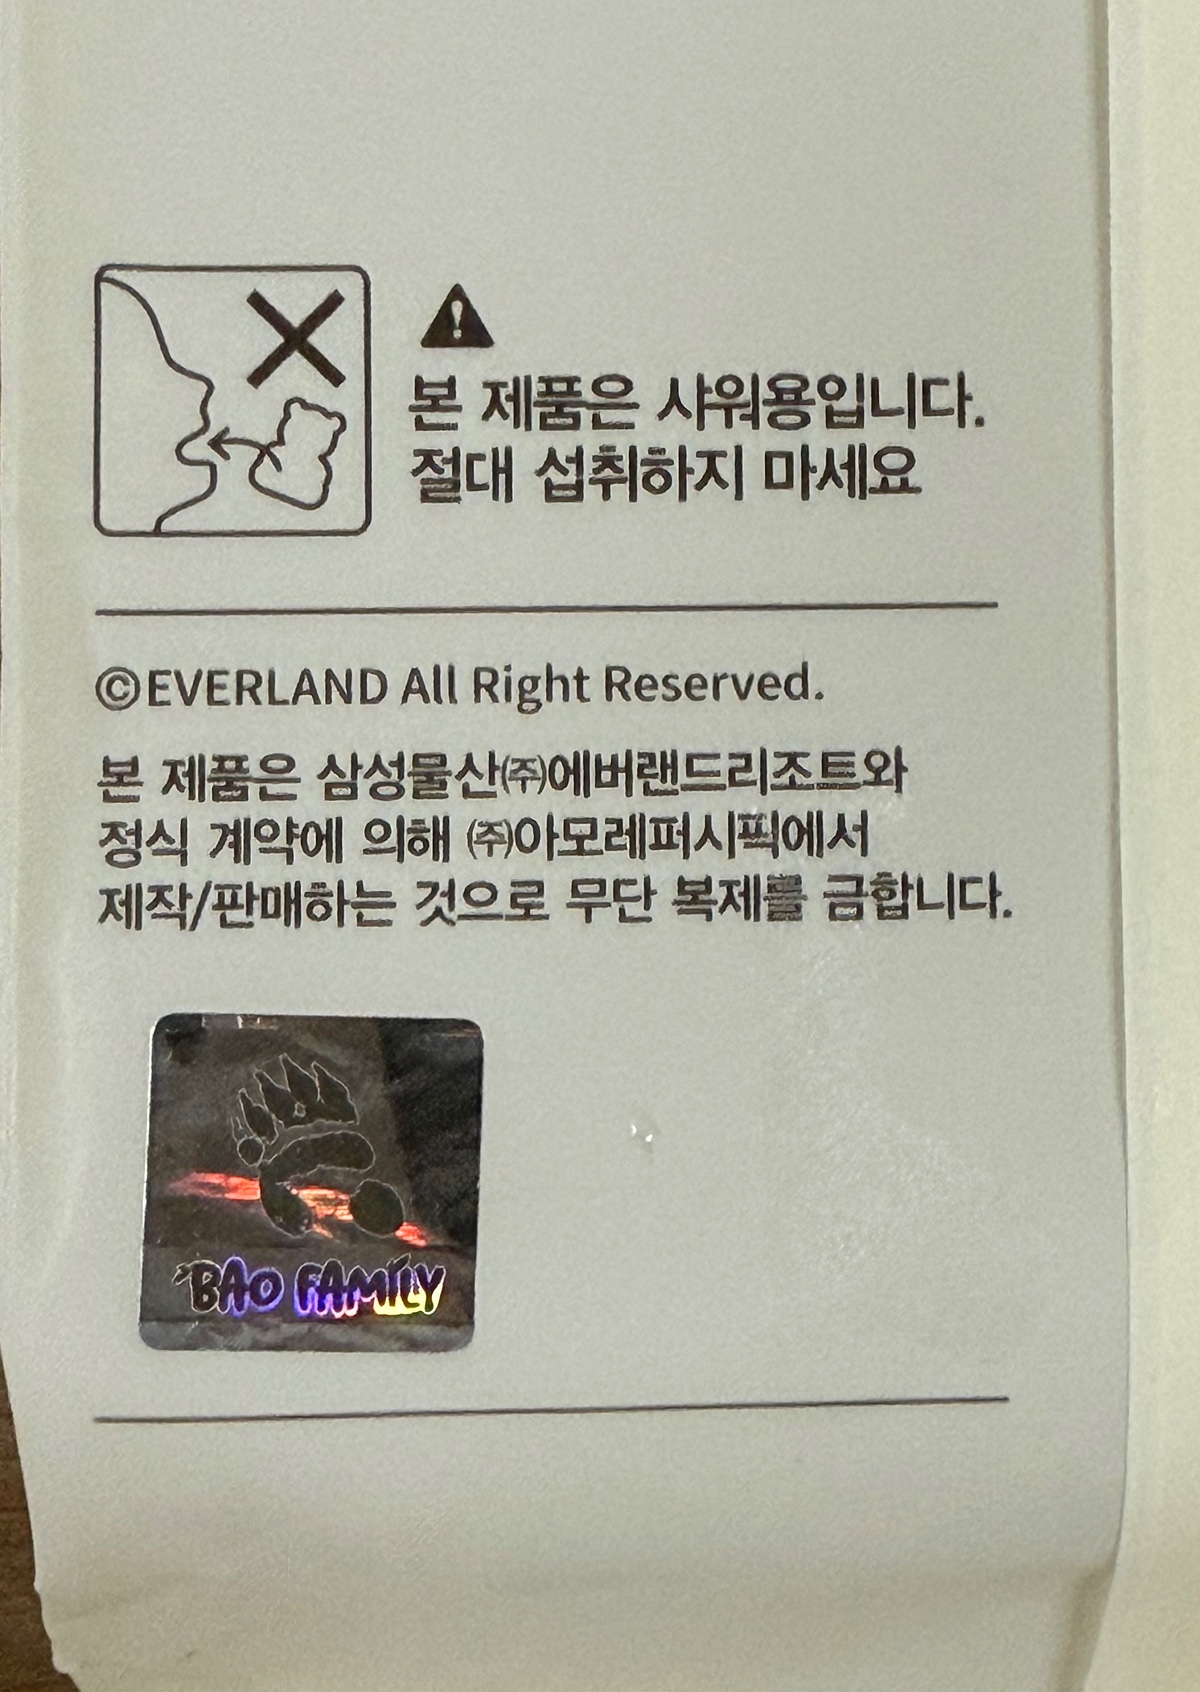 본 제품은 샤워용입니다.
절대 섭취하지 마세요
©EVERLAND All Right Reserved.
본 제품은 삼성물산㈜에버랜드리조트와
정식 계약에 의해 ㈜아모레퍼시픽에서
제작/판매하는 것으로 무단 복제를 금합니다.
BAO FAMILY